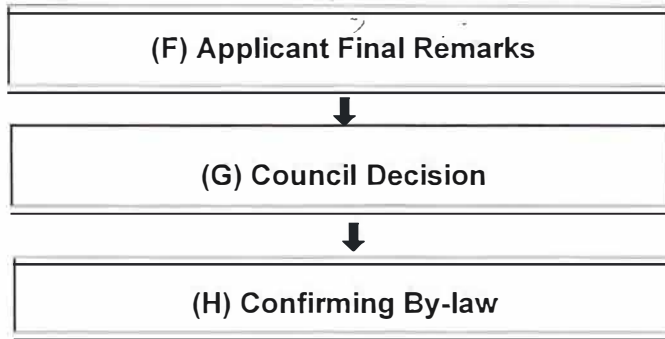 (F) Applicant Final Remarks
(G) Council Decision
(H) Confirming By-law